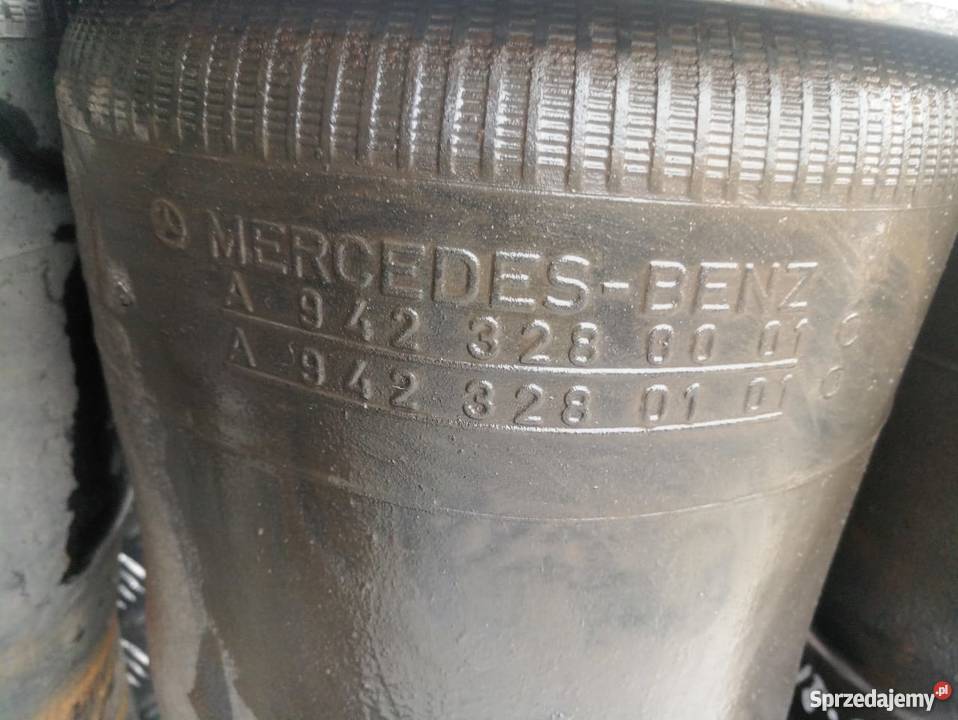 MERCEDES-BENZ
A 942 328 00 01
A 942 328 01 01
Sprzedajemy.pl